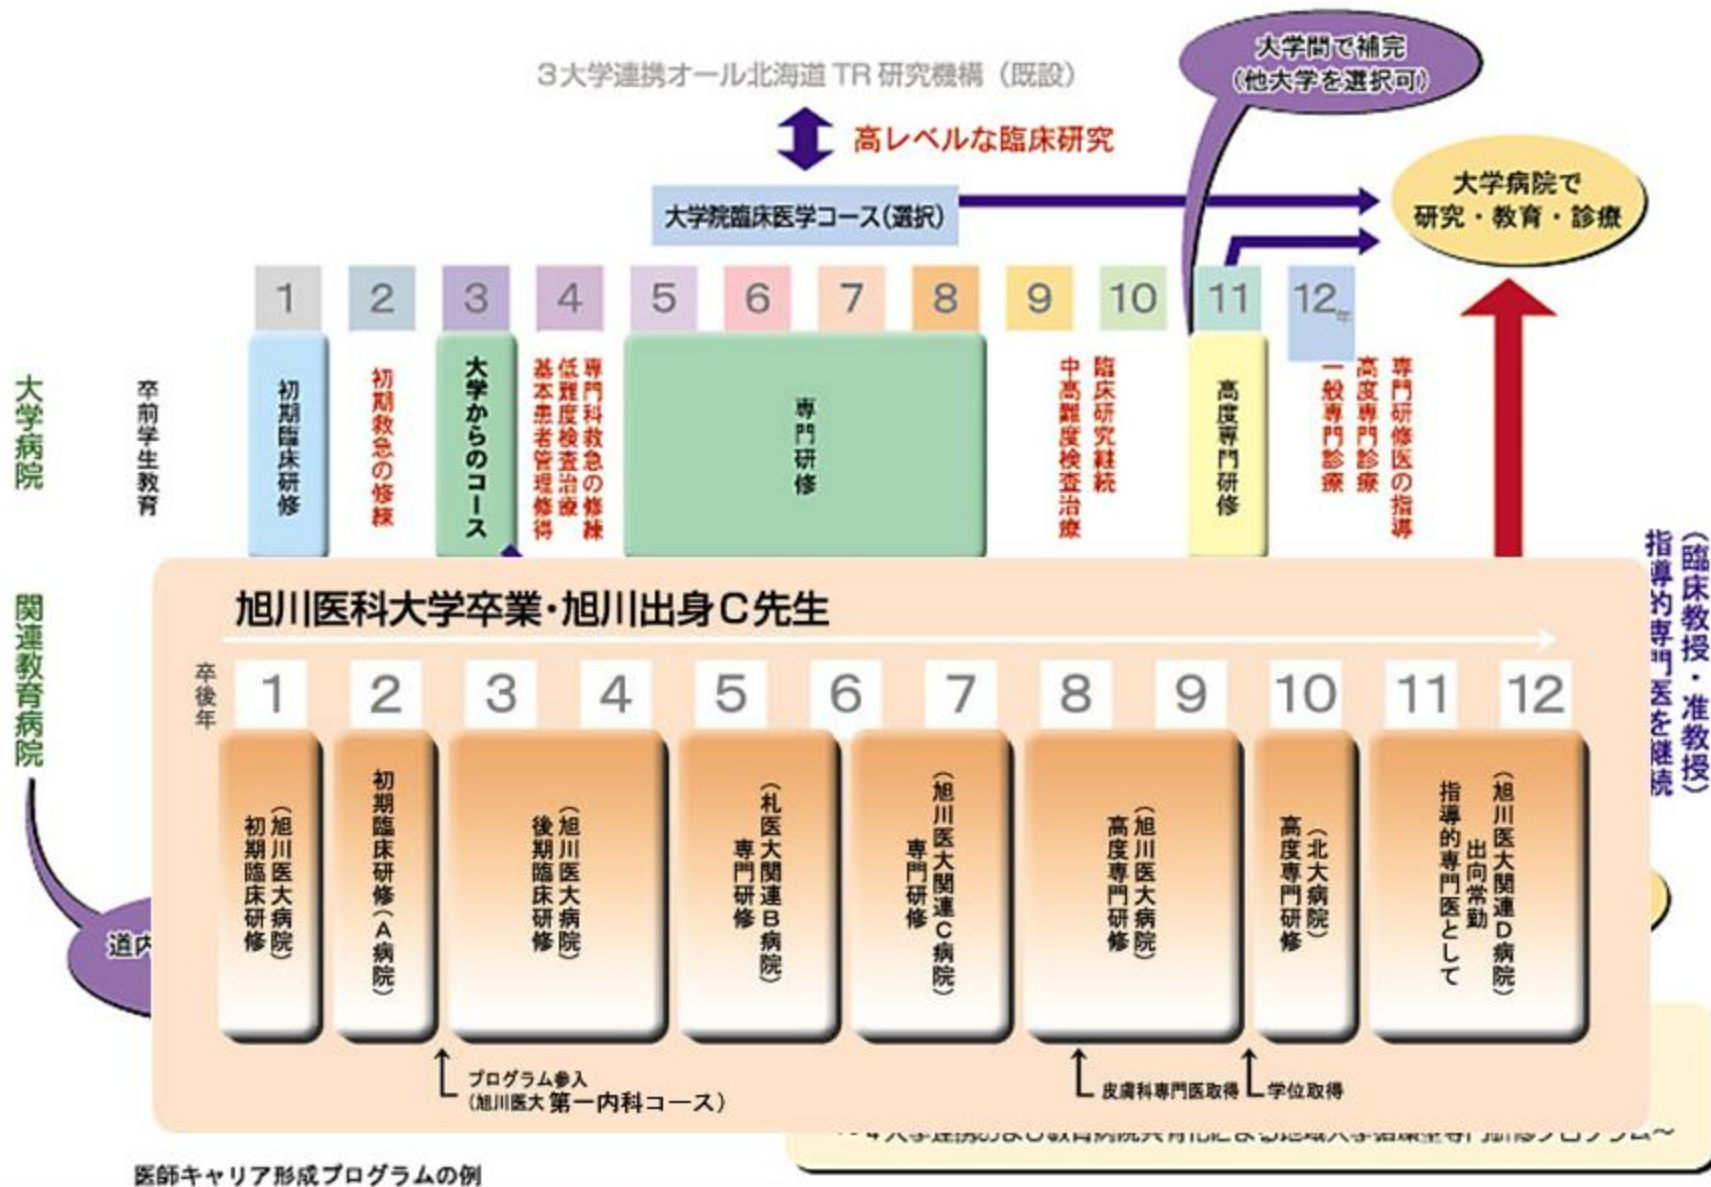 3大学連携オール北海道 TR 研究機構（既設）
大学間で補完
（他大学を選択可）
高レベルな臨床研究
大学院臨床医学コース(選択)
大学病院で
研究・教育・診療
1 2 3 4 5 6 7 8 9 10 11 12年
大学病院
卒前学生教育
初期臨床研修
初期救急の修練
大学からのコース
専門科救急の修練
低難度検査治療
基本患者管理修得
専門研修
臨床研究継続
中高難度検査治療
高度専門研修
専門研修医の指導
高度専門診療
一般専門診療
関連教育病院
（臨床教授・准教授）
指導的専門医を継続
道内
旭川医科大学卒業・旭川出身C先生
卒後年
1 2 3 4 5 6 7 8 9 10 11 12
（旭川医大病院）
初期臨床研修
初期臨床研修（A病院）
（旭川医大病院）
後期臨床研修
（札医大関連B病院）
専門研修
（旭川医大関連C病院）
専門研修
（旭川医大病院）
高度専門研修
（北大病院）
高度専門研修
（旭川医大関連D病院）
出向常勤
指導的専門医として
プログラム参入
（旭川医大 第一内科コース）
皮膚科専門医取得
学位取得
医師キャリア形成プログラムの例